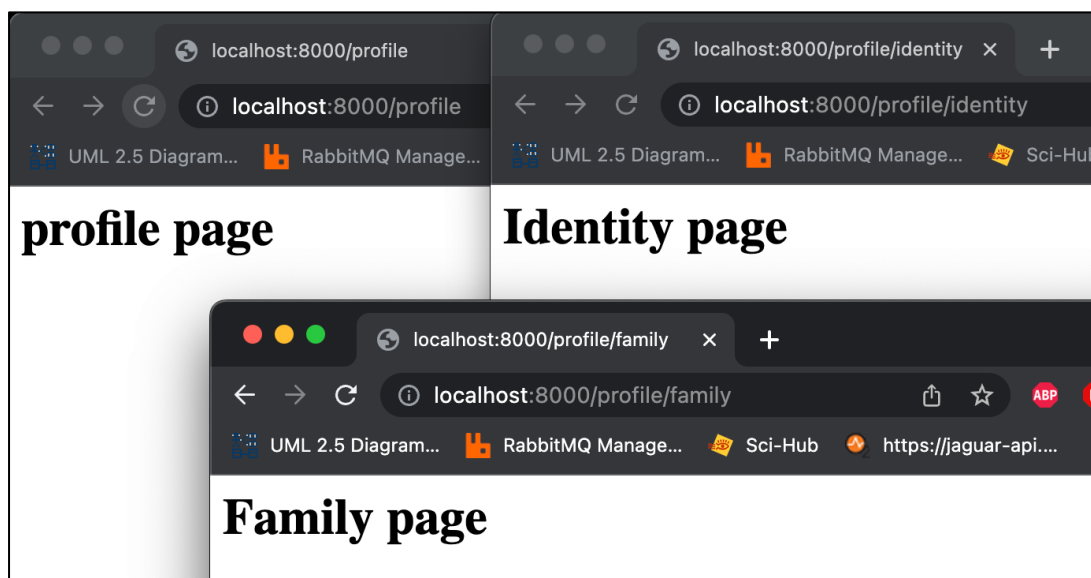 localhost:8000/profile
localhost:8000/profile
UML 2.5 Diagram... RabbitMQ Manage...
profile page
localhost:8000/profile/identity
localhost:8000/profile/identity
UML 2.5 Diagram... RabbitMQ Manage... Sci-Hub
Identity page
localhost:8000/profile/family
localhost:8000/profile/family ABP
UML 2.5 Diagram... RabbitMQ Manage... Sci-Hub https://jaguar-api....
Family page